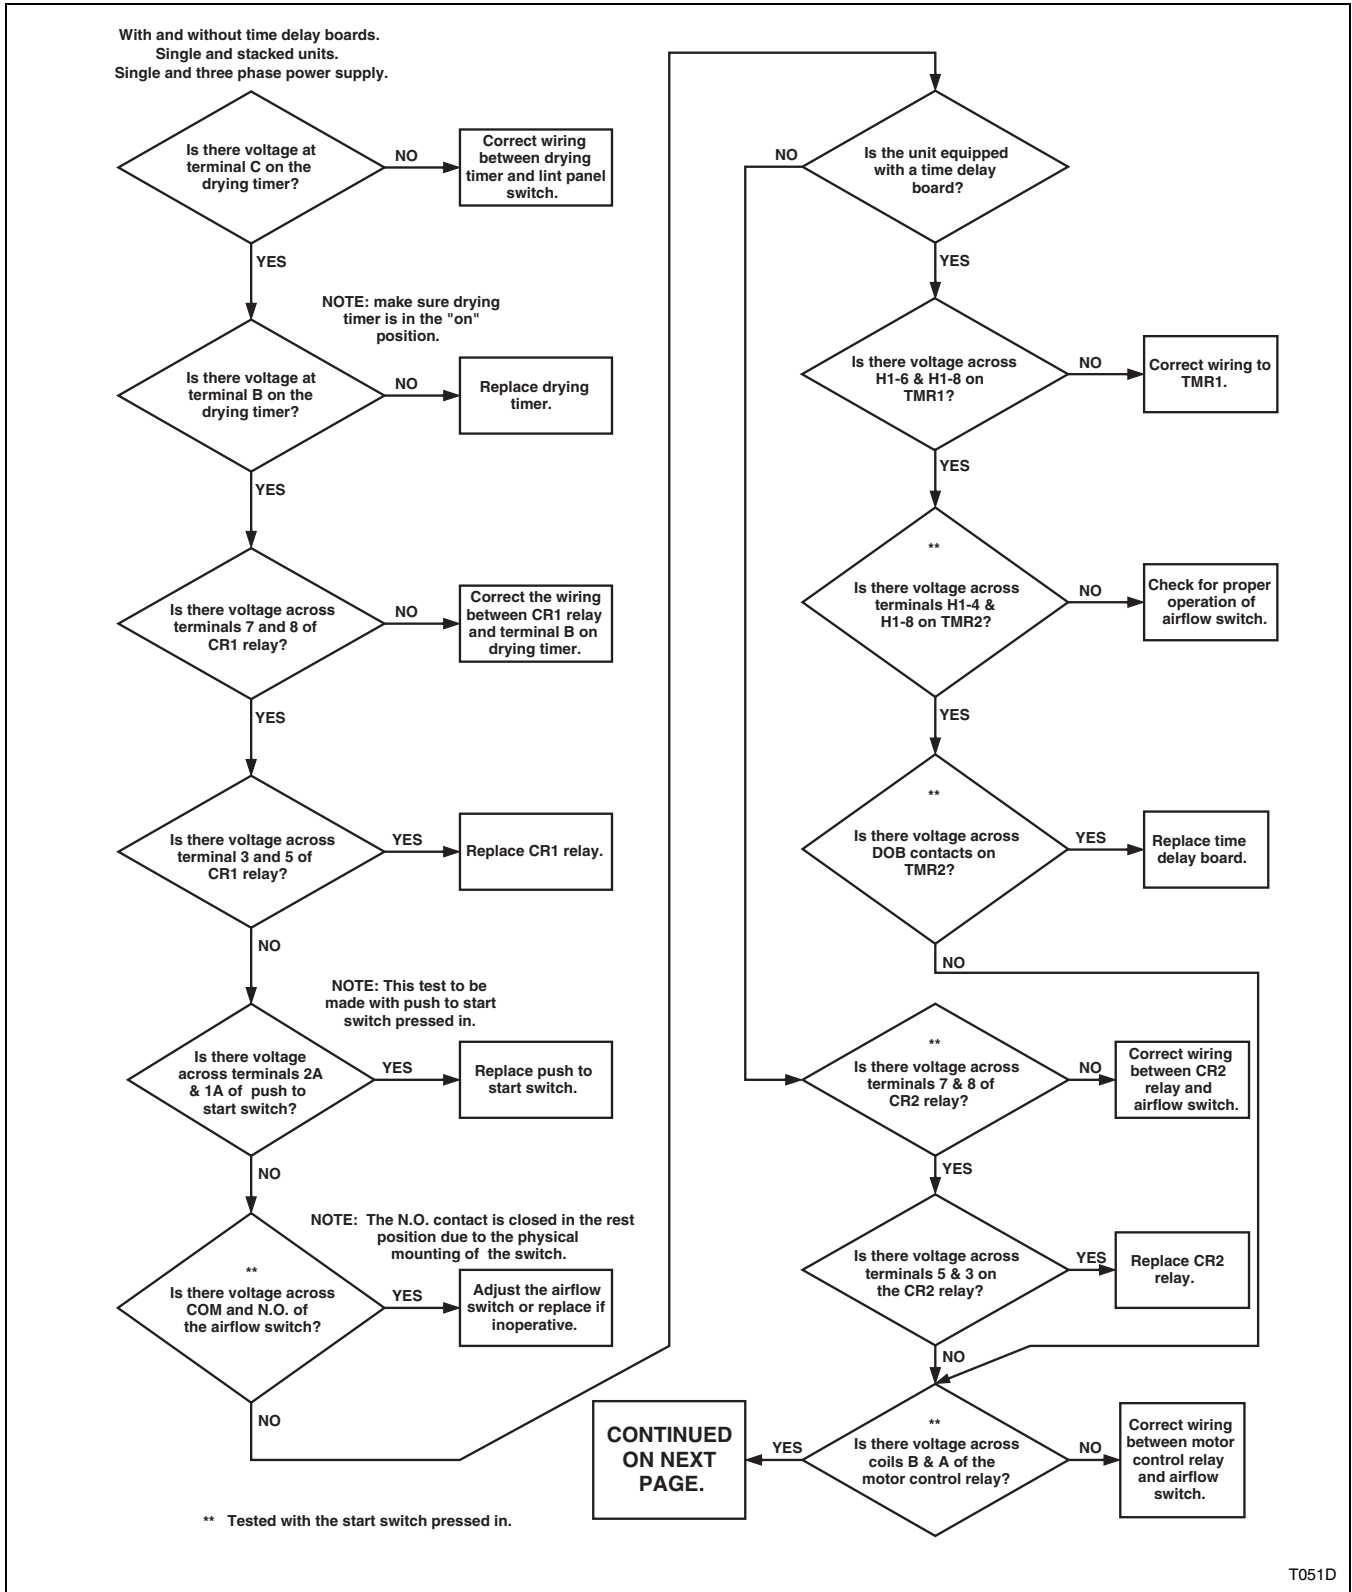 With and without time delay boards.
Single and stacked units.
Single and three phase power supply.
Is there voltage at
terminal C on the
drying timer?
NO
Correct wiring
between drying
timer and lint panel
switch.
YES
NOTE: make sure drying
timer is in the "on"
position.
Is there voltage at
terminal B on the
drying timer?
NO
Replace drying
timer.
YES
Is there voltage across
terminals 7 and 8 of
CR1 relay?
NO
Correct the wiring
between CR1 relay
and terminal B on
drying timer.
YES
Is there voltage across
terminal 3 and 5 of
CR1 relay?
YES
Replace CR1 relay.
NO
NOTE: This test to be
made with push to start
switch pressed in.
Is there voltage
across terminals 2A
& 1A of push to
start switch?
YES
Replace push to
start switch.
NO
NOTE: The N.O. contact is closed in the rest
position due to the physical
mounting of the switch.
**
Is there voltage across
COM and N.O. of
the airflow switch?
YES
Adjust the airflow
switch or replace if
inoperative.
NO
** Tested with the start switch pressed in.
Is the unit equipped
with a time delay
board?
NO
YES
Is there voltage across
H1-6 & H1-8 on
TMR1?
NO
Correct wiring to
TMR1.
YES
**
Is there voltage across
terminals H1-4 &
H1-8 on TMR2?
NO
Check for proper
operation of
airflow switch.
YES
**
Is there voltage across
DOB contacts on
TMR2?
YES
Replace time
delay board.
NO
**
Is there voltage across
terminals 7 & 8 of
CR2 relay?
NO
Correct wiring
between CR2
relay and
airflow switch.
YES
Is there voltage across
terminals 5 & 3 on
the CR2 relay?
YES
Replace CR2
relay.
NO
**
Is there voltage across
coils B & A of the
motor control relay?
NO
Correct wiring
between motor
control relay
and airflow
switch.
YES
CONTINUED
ON NEXT
PAGE.
T051D